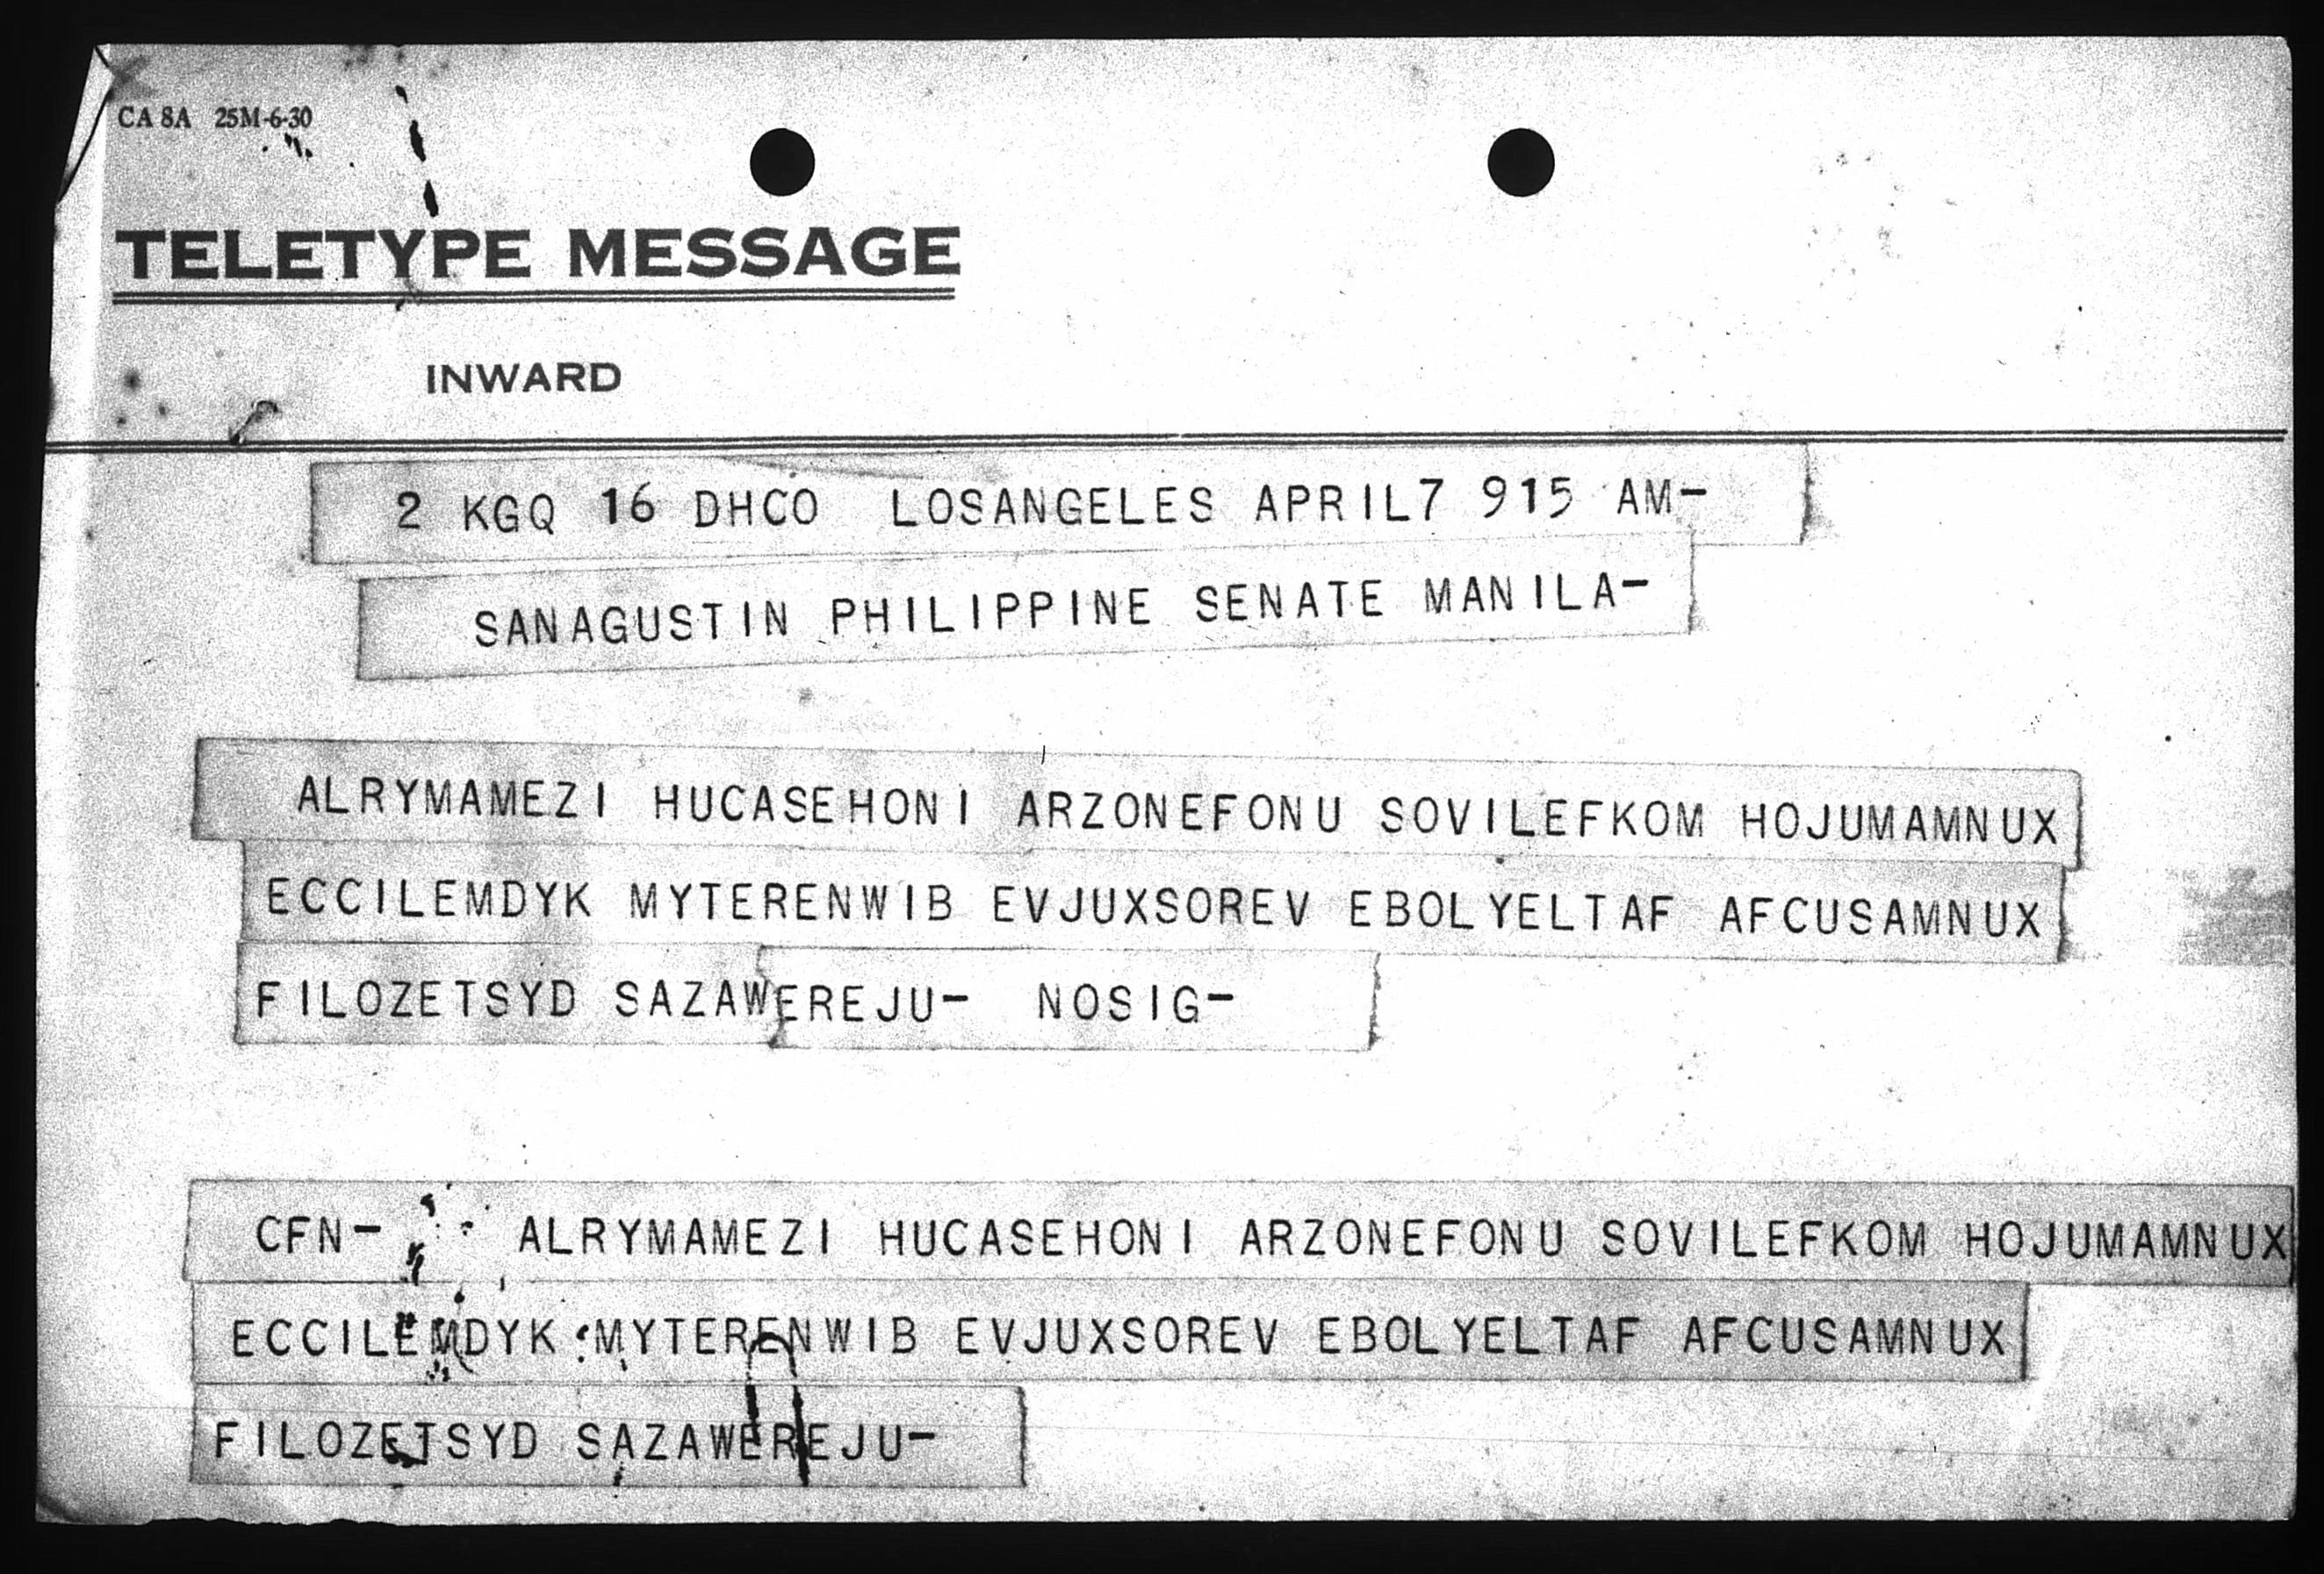 CA 8A 25M-6-30
TELETYPE MESSAGE
INWARD
2 KGQ 16 DHCO LOSANGELES APRIL7 915 AM-
SANAGUSTIN PHILIPPINE SENATE MANILA-
ALRYMAMEZI HUCASEHONI ARZONEFONU SOVILEFKOM HOJUMAMNUX
ECCILEMDYK MYTERENWIB EVJUXSOREV EBOLYELTAF AFCUSAMNUX
FILOZETSYD SAZAWEREJU- NOSIG-
CFN- ALRYMAMEZI HUCASEHONI ARZONEFONU SOVILEFKOM HOJUMAMNUX
ECCILEMDYK MYTERENWIB EVJUXSOREV EBOLYELTAF AFCUSAMNUX
FILOZETSYD SAZAWEREJU-